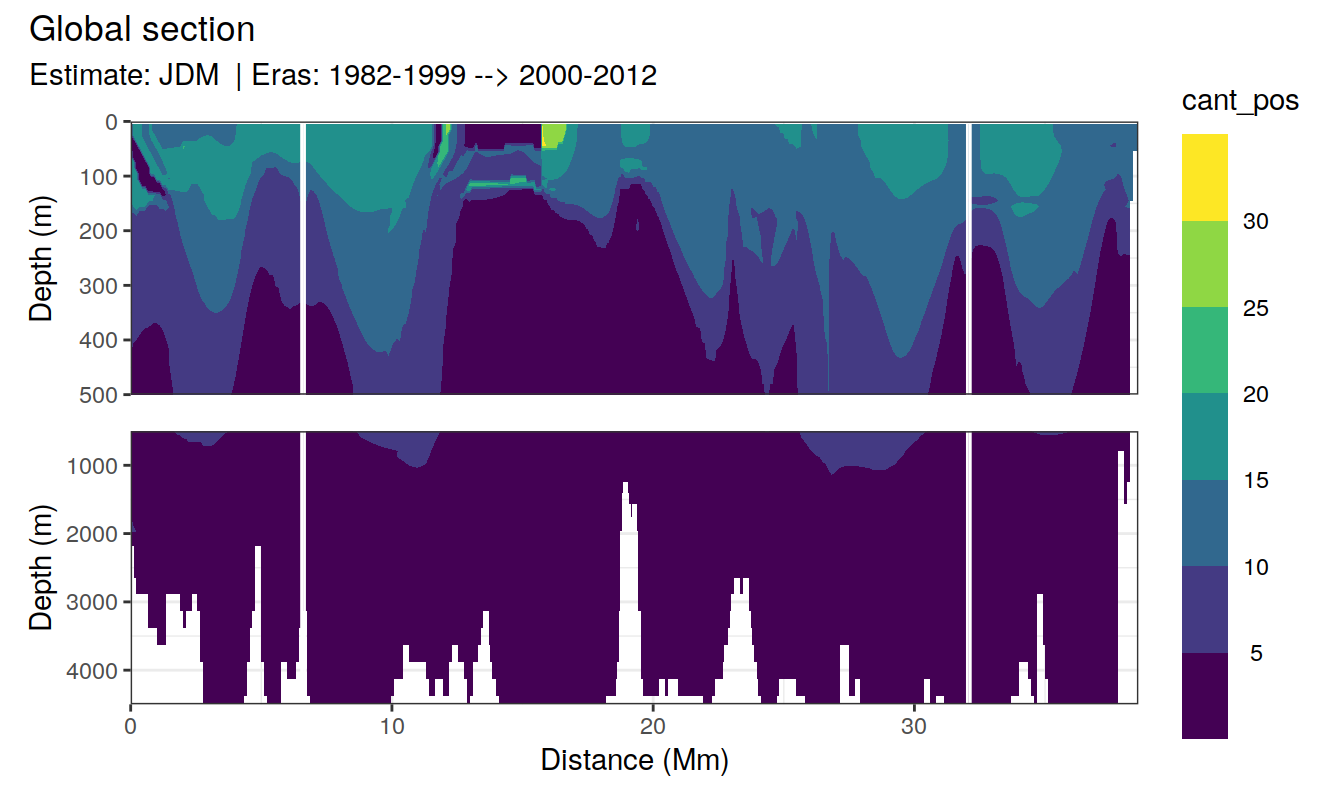 Global section
Estimate: JDM | Eras: 1982-1999 --> 2000-2012
cant_pos
0
100
200
300
400
500
Depth (m)
30
25
20
15
10
5
1000
2000
3000
4000
Depth (m)
0 10 20 30
Distance (Mm)